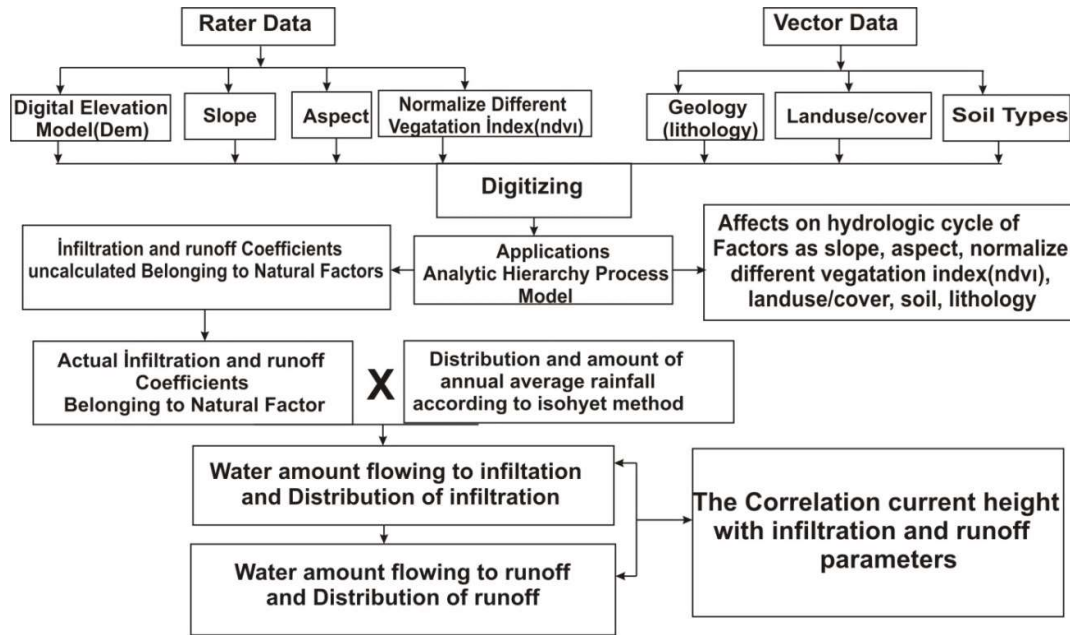 Rater Data
Vector Data
Digital Elevation
Model(Dem)
Slope
Aspect
Normalize Different
Vegatation İndex(ndvı)
Geology
(lithology)
Landuse/cover
Soil Types
Digitizing
İnfiltration and runoff Coefficients
uncalculated Belonging to Natural Factors
Applications
Analytic Hierarchy Process
Model
Affects on hydrologic cycle of
Factors as slope, aspect, normalize
different vegatation index(ndvı),
landuse/cover, soil, lithology
Actual İnfiltration and runoff
Coefficients
Belonging to Natural Factor
X
Distribution and amount of
annual average rainfall
according to isohyet method
Water amount flowing to infiltation
and Distribution of infiltration
The Correlation current height
with infiltration and runoff
parameters
Water amount flowing to runoff
and Distribution of runoff